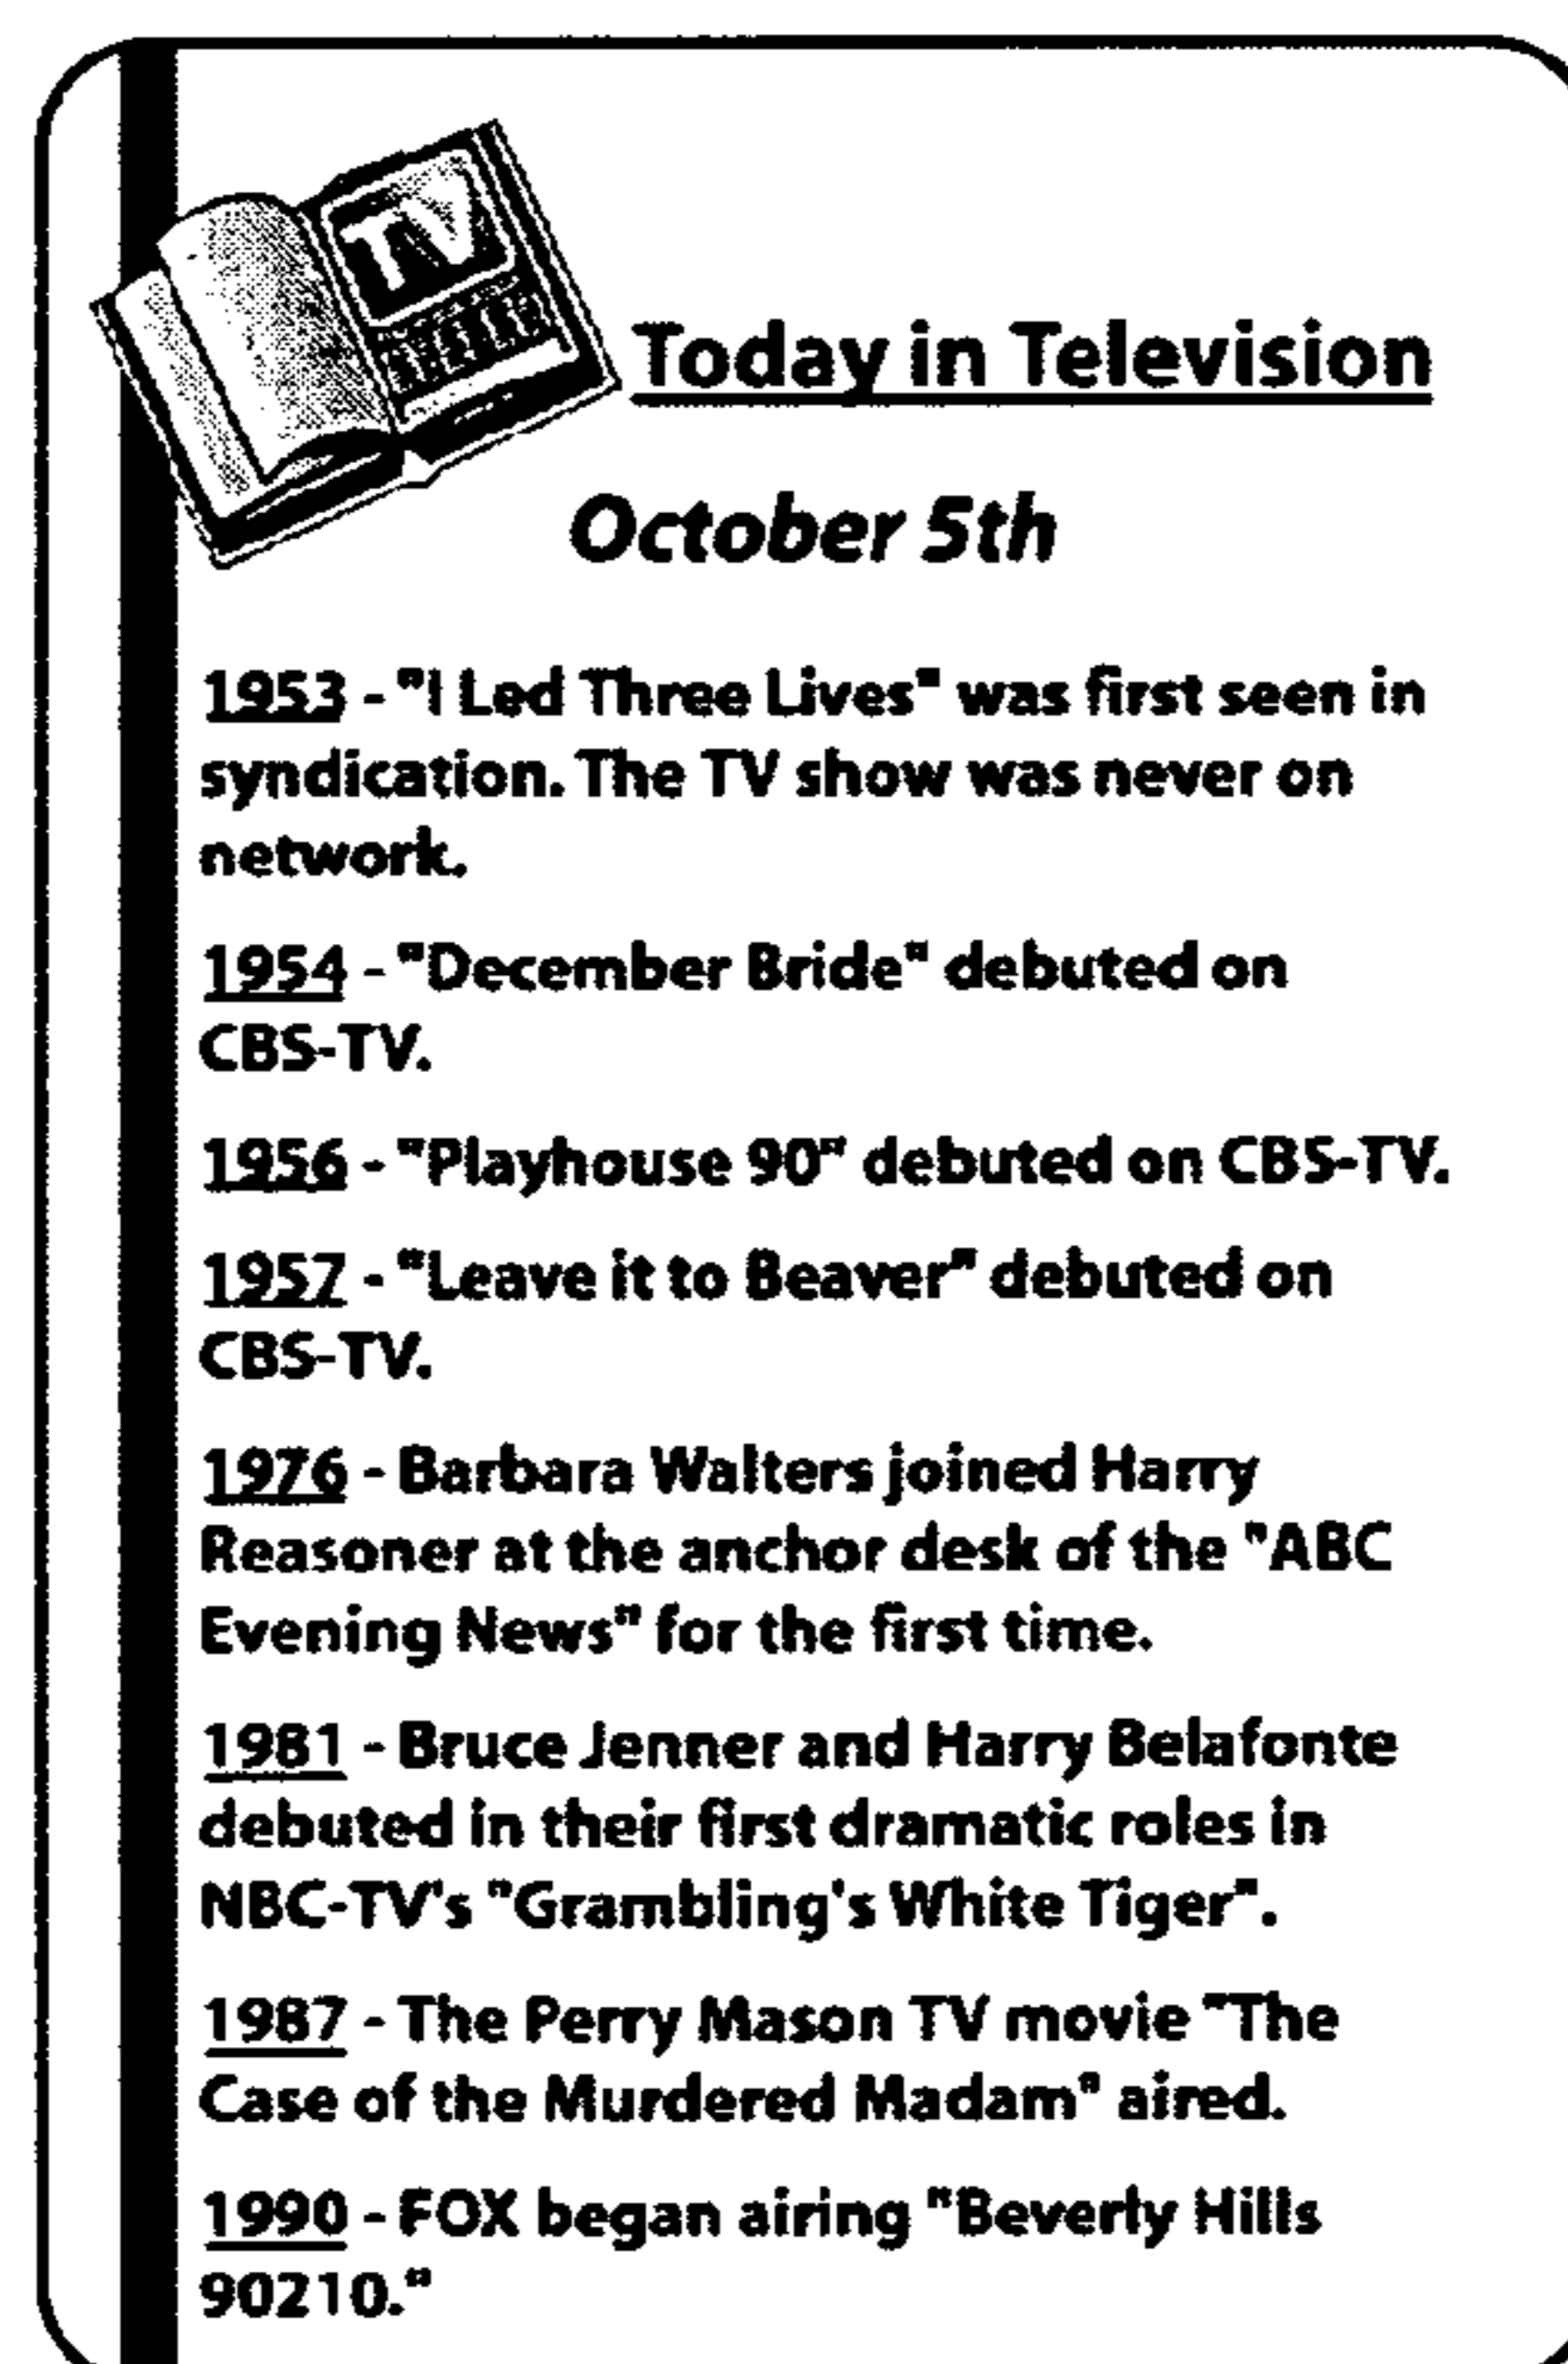 TV
Today in Television
October 5th
1953 - "I Led Three Lives" was first seen in
syndication. The TV show was never on
network.
1954 - "December Bride" debuted on
CBS-TV.
1956 - "Playhouse 90" debuted on CBS-TV.
1957 - "Leave it to Beaver" debuted on
CBS-TV.
1976 - Barbara Walters joined Harry
Reasoner at the anchor desk of the "ABC
Evening News" for the first time.
1981 - Bruce Jenner and Harry Belafonte
debuted in their first dramatic roles in
NBC-TV's "Grambling's White Tiger".
1987 - The Perry Mason TV movie "The
Case of the Murdered Madam" aired.
1990 - FOX began airing "Beverly Hills
90210."